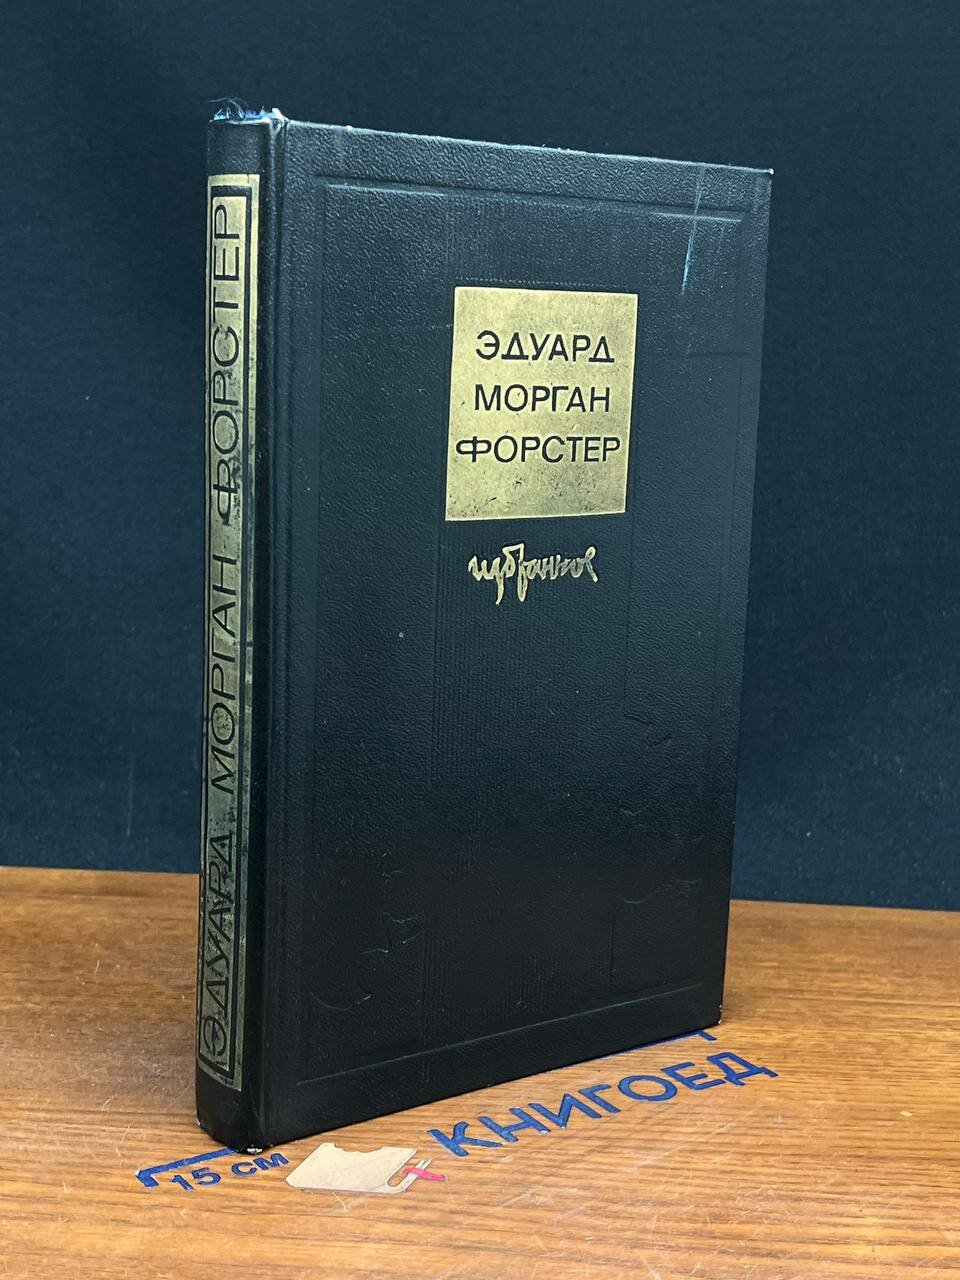 ЭДУАРД МОРГАН ФОРСТЕР
ЭДУАРД
МОРГАН
ФОРСТЕР
избранное
КНИГОЕД
15 см